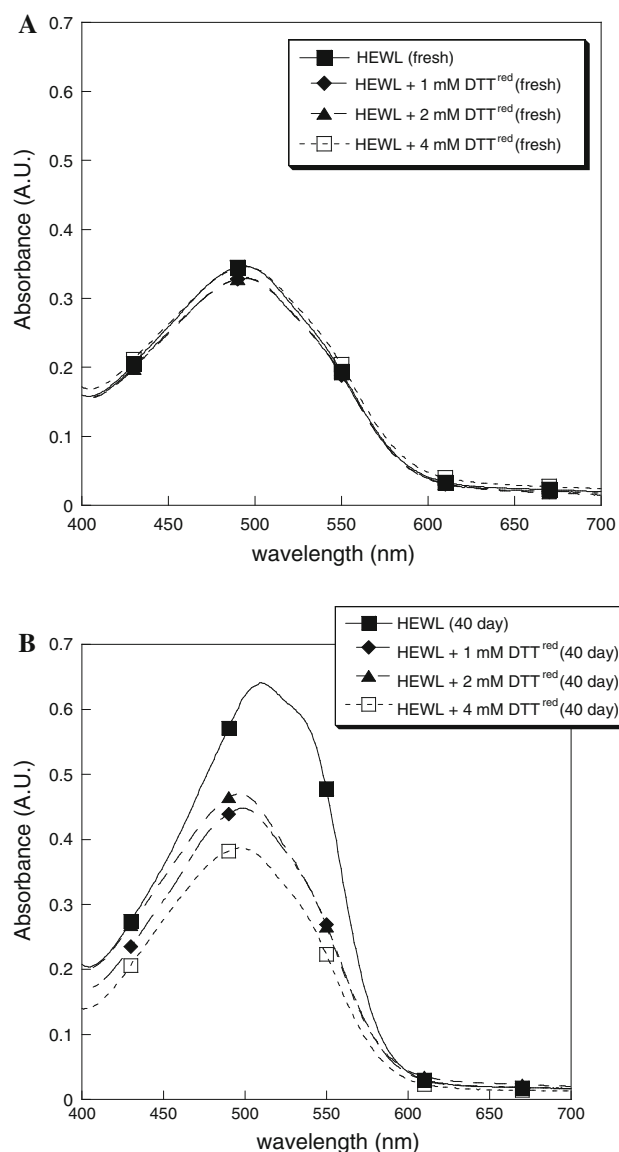 A
0.7
HEWL (fresh)
HEWL + 1 mM DTT^red (fresh)
HEWL + 2 mM DTT^red (fresh)
HEWL + 4 mM DTT^red (fresh)
0.6
0.5
0.4
0.3
0.2
0.1
0
Absorbance (A.U.)
400 450 500 550 600 650 700
wavelength (nm)
B
0.7
HEWL (40 day)
HEWL + 1 mM DTT^red (40 day)
HEWL + 2 mM DTT^red (40 day)
HEWL + 4 mM DTT^red (40 day)
0.6
0.5
0.4
0.3
0.2
0.1
0
Absorbance (A.U.)
400 450 500 550 600 650 700
wavelength (nm)